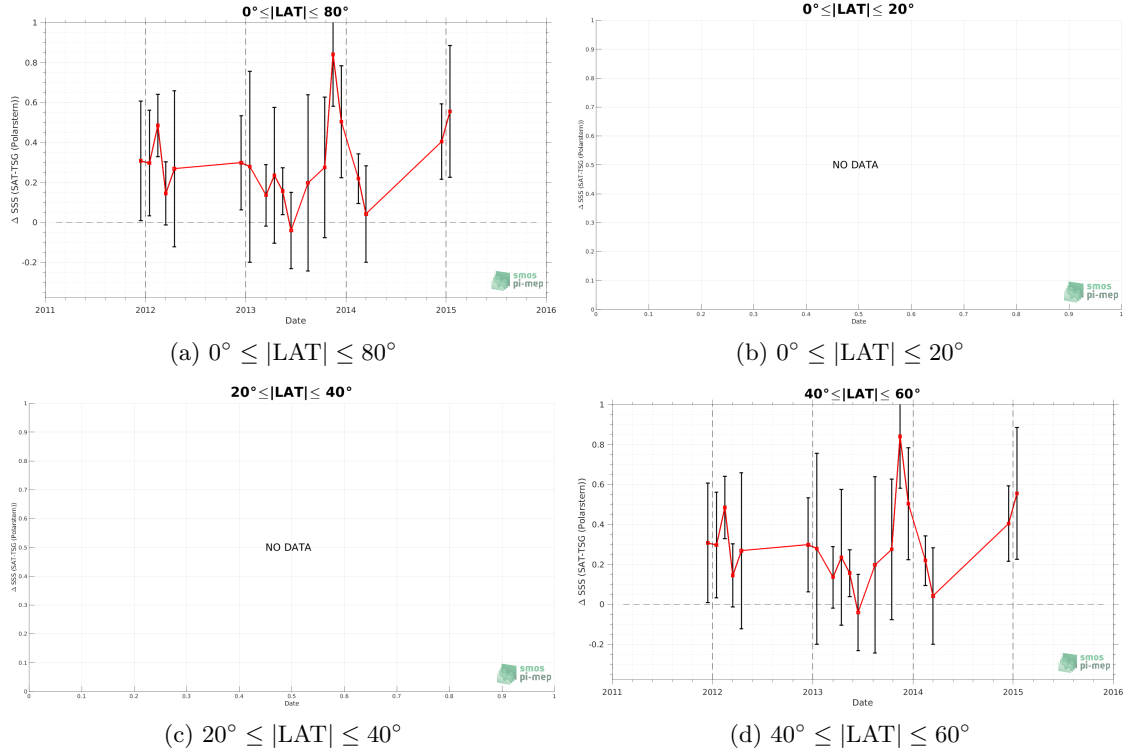 0°≤|LAT|≤ 80°
1
0.8
0.6
0.4
0.2
0
-0.2
Δ SSS (SAT-TSG (Polarstern))
2011 2012 2013 2014 2015 2016
Date
smos
pi-mep
(a) 0° ≤ |LAT| ≤ 80°
0°≤|LAT|≤ 20°
1
0.9
0.8
0.7
0.6
0.5
0.4
0.3
0.2
0.1
0
Δ SSS (SAT-TSG (Polarstern))
NO DATA
0 0.1 0.2 0.3 0.4 0.5 0.6 0.7 0.8 0.9 1
Date
smos
pi-mep
(b) 0° ≤ |LAT| ≤ 20°
20°≤|LAT|≤ 40°
1
0.9
0.8
0.7
0.6
0.5
0.4
0.3
0.2
0.1
0
Δ SSS (SAT-TSG (Polarstern))
NO DATA
0 0.1 0.2 0.3 0.4 0.5 0.6 0.7 0.8 0.9 1
Date
smos
pi-mep
(c) 20° ≤ |LAT| ≤ 40°
40°≤|LAT|≤ 60°
1
0.8
0.6
0.4
0.2
0
-0.2
Δ SSS (SAT-TSG (Polarstern))
2011 2012 2013 2014 2015 2016
Date
smos
pi-mep
(d) 40° ≤ |LAT| ≤ 60°